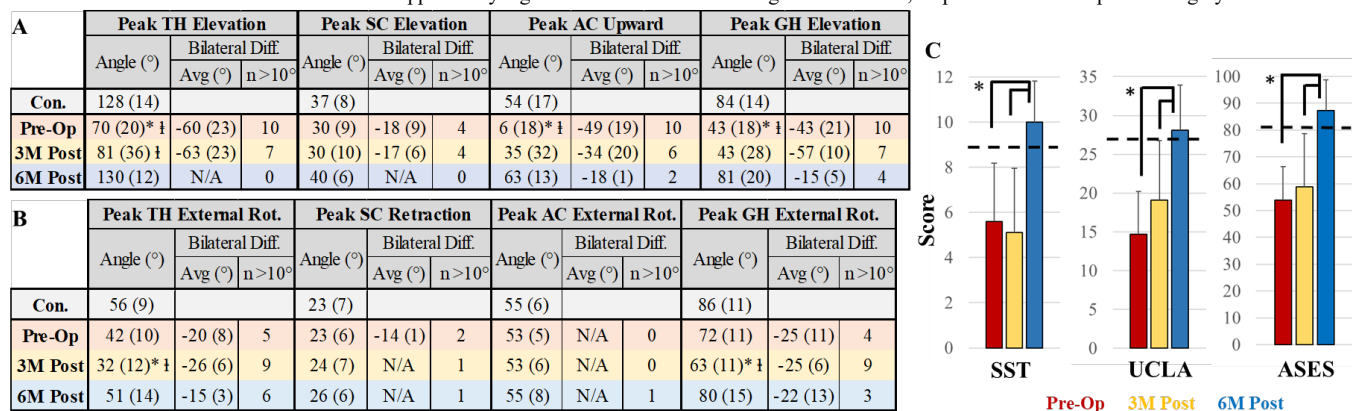 A
Peak TH Elevation Peak SC Elevation Peak AC Upward Peak GH Elevation
Angle (°) Bilateral Diff. Angle (°) Bilateral Diff. Angle (°) Bilateral Diff. Angle (°) Bilateral Diff.
Avg (°) n>10° Avg (°) n>10° Avg (°) n>10° Avg (°) n>10°
Con. 128 (14) 37 (8) 54 (17) 84 (14)
Pre-Op 70 (20)* ƚ -60 (23) 10 30 (9) -18 (9) 4 6 (18)* ƚ -49 (19) 10 43 (18)* ƚ -43 (21) 10
3M Post 81 (36) ƚ -63 (23) 7 30 (10) -17 (6) 4 35 (32) -34 (20) 6 43 (28) -57 (10) 7
6M Post 130 (12) N/A 0 40 (6) N/A 0 63 (13) -18 (1) 2 81 (20) -15 (5) 4
B
Peak TH External Rot. Peak SC Retraction Peak AC External Rot. Peak GH External Rot.
Angle (°) Bilateral Diff. Angle (°) Bilateral Diff. Angle (°) Bilateral Diff. Angle (°) Bilateral Diff.
Avg (°) n>10° Avg (°) n>10° Avg (°) n>10° Avg (°) n>10°
Con. 56 (9) 23 (7) 55 (6) 86 (11)
Pre-Op 42 (10) -20 (8) 5 23 (6) -14 (1) 2 53 (5) N/A 0 72 (11) -25 (11) 4
3M Post 32 (12)* ƚ -26 (6) 9 24 (7) N/A 1 53 (6) N/A 0 63 (11)* ƚ -25 (6) 9
6M Post 51 (14) -15 (3) 6 26 (6) N/A 1 55 (8) N/A 1 80 (15) -22 (13) 3
C
Score
12
10
8
6
4
2
0
*
SST
35
30
25
20
15
10
5
0
*
UCLA
100
90
80
70
60
50
40
30
20
10
0
*
ASES
Pre-Op 3M Post 6M Post